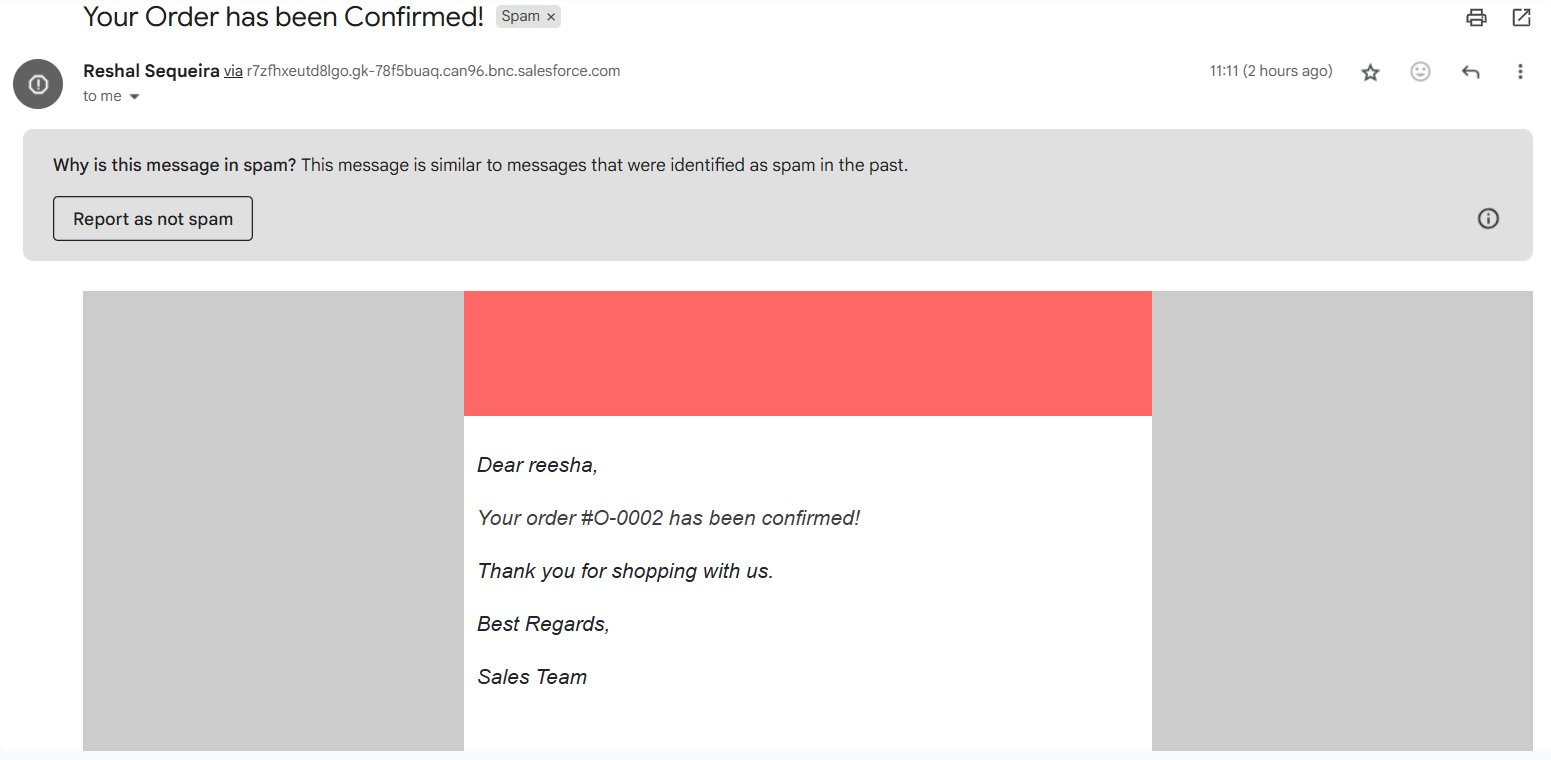 Your Order has been Confirmed! Spam ×
Reshal Sequeira via r7zfhxeutd8lgo.gk-78f5buaq.can96.bnc.salesforce.com 11:11 (2 hours ago)
to me
Why is this message in spam? This message is similar to messages that were identified as spam in the past.
Report as not spam
Dear reesha,
Your order #O-0002 has been confirmed!
Thank you for shopping with us.
Best Regards,
Sales Team